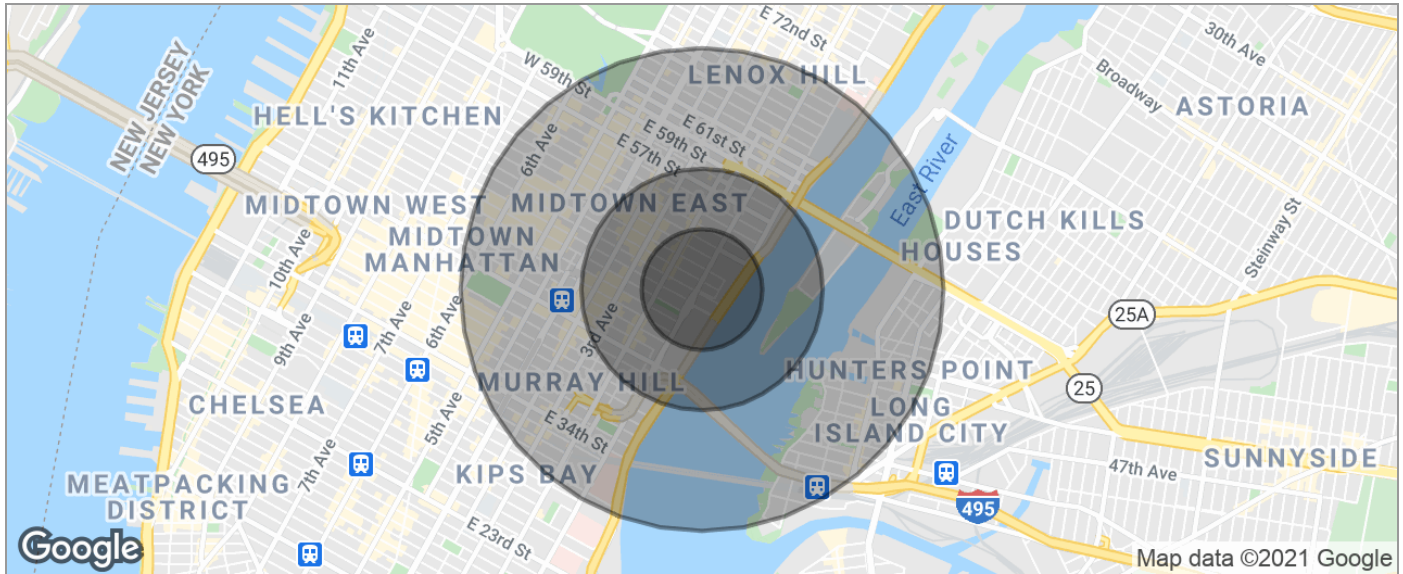 E 72nd St
30th Ave
11th Ave
W 59th St
LENOX HILL
Broadway
NEW JERSEY
NEW YORK
HELL'S KITCHEN
ASTORIA
E 61st St
6th Ave
E 59th St
E 57th St
495
East River
MIDTOWN WEST
MIDTOWN EAST
DUTCH KILLS
Steinway St
MIDTOWN
MANHATTAN
HOUSES
10th Ave
25A
9th Ave
7th Ave
6th Ave
3rd Ave
MURRAY HILL
HUNTERS POINT
25
CHELSEA
5th Ave
E 34th St
LONG
ISLAND CITY
SUNNYSIDE
7th Ave
KIPS BAY
47th Ave
MEATPACKING
DISTRICT
495
E 23rd St
Google
Map data ©2021 Google